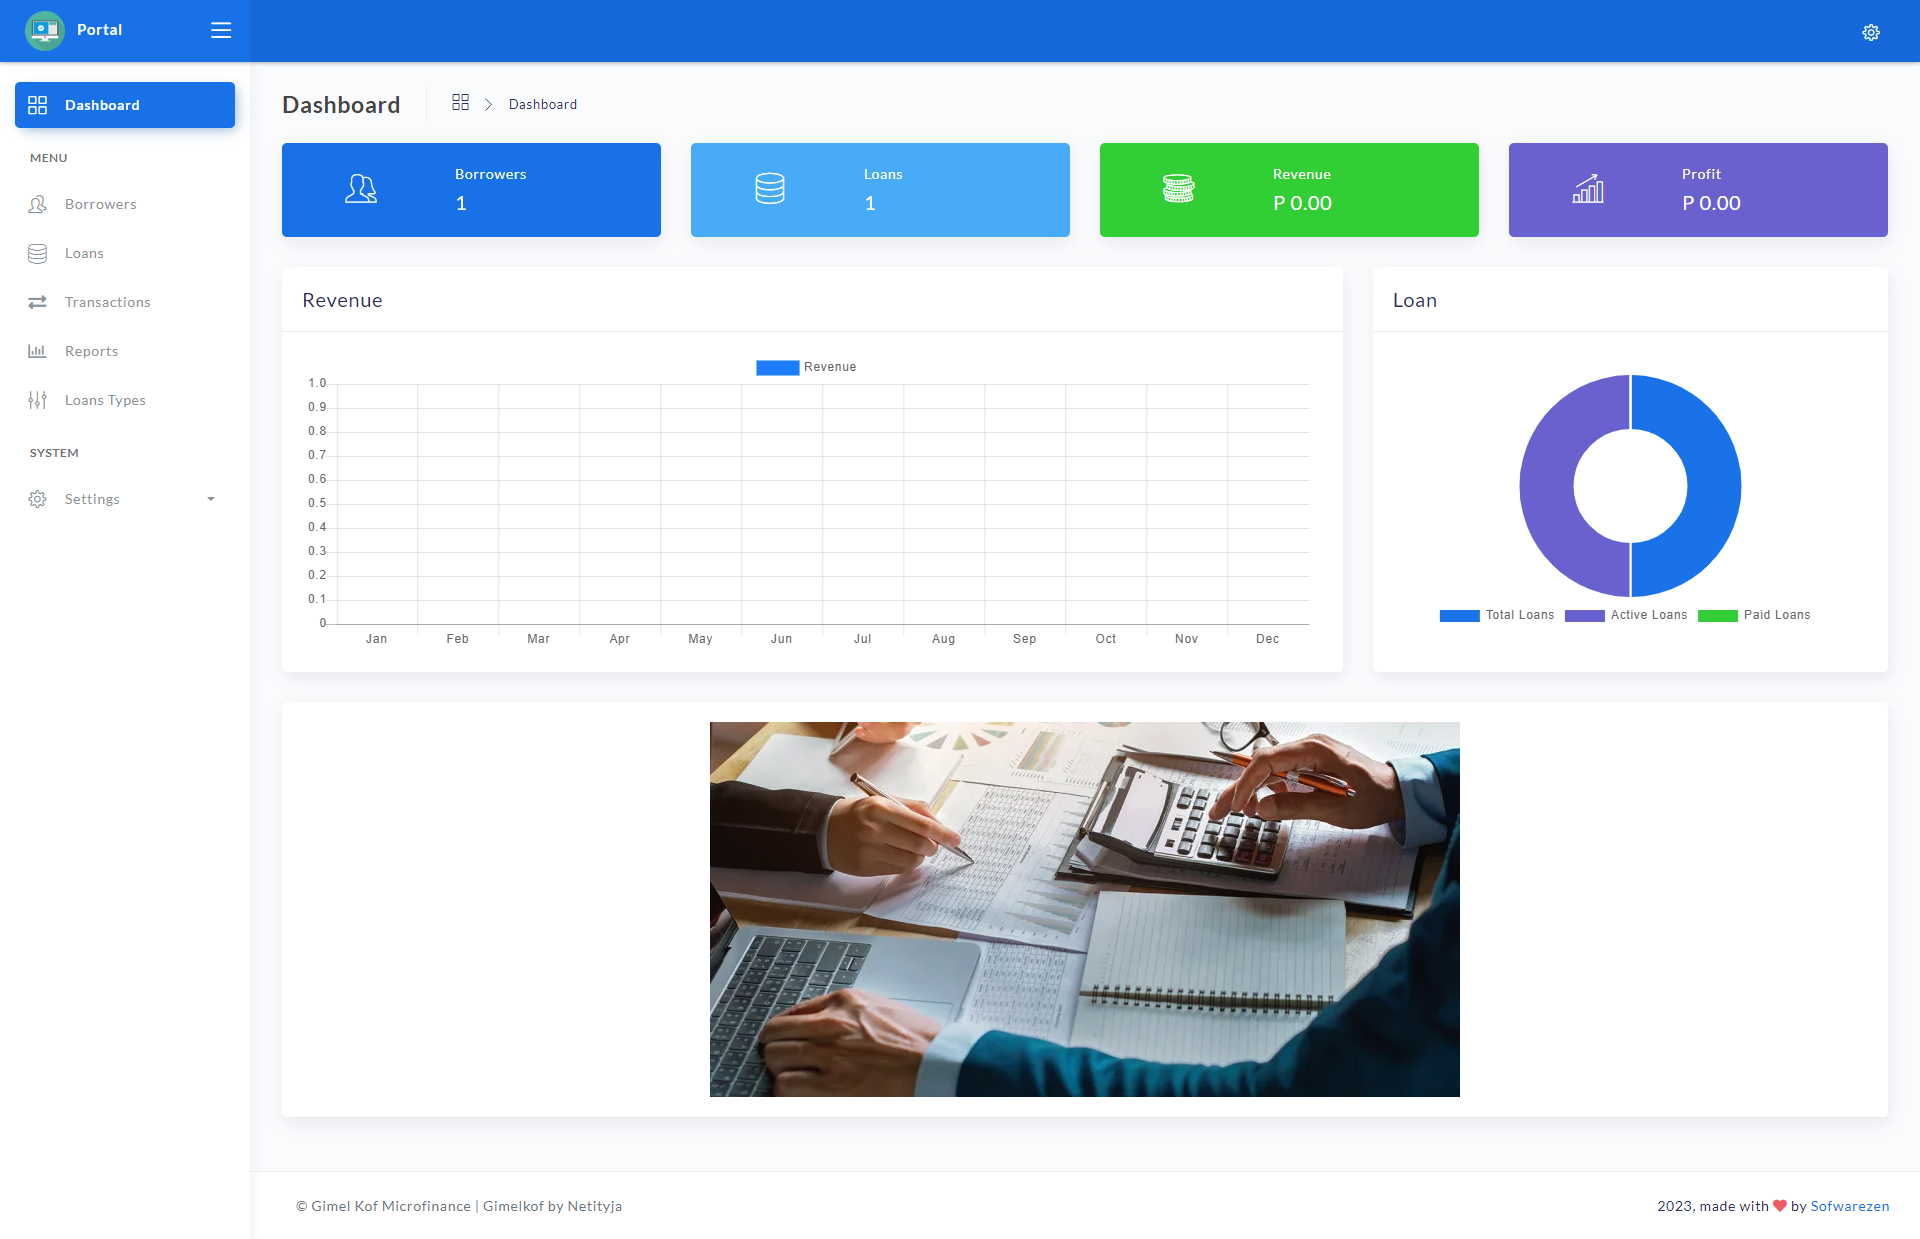 Portal
Dashboard
MENU
Borrowers
Loans
Transactions
Reports
Loans Types
SYSTEM
Settings
Dashboard
Dashboard
Borrowers
1
Loans
1
Revenue
P 0.00
Profit
P 0.00
Revenue
Revenue
1.0
0.9
0.8
0.7
0.6
0.5
0.4
0.3
0.2
0.1
0
Jan Feb Mar Apr May Jun Jul Aug Sep Oct Nov Dec
Loan
Total Loans Active Loans Paid Loans
© Gimel Kof Microfinance | Gimelkof by Netityja
2023, made with ❤ by Sofwarezen